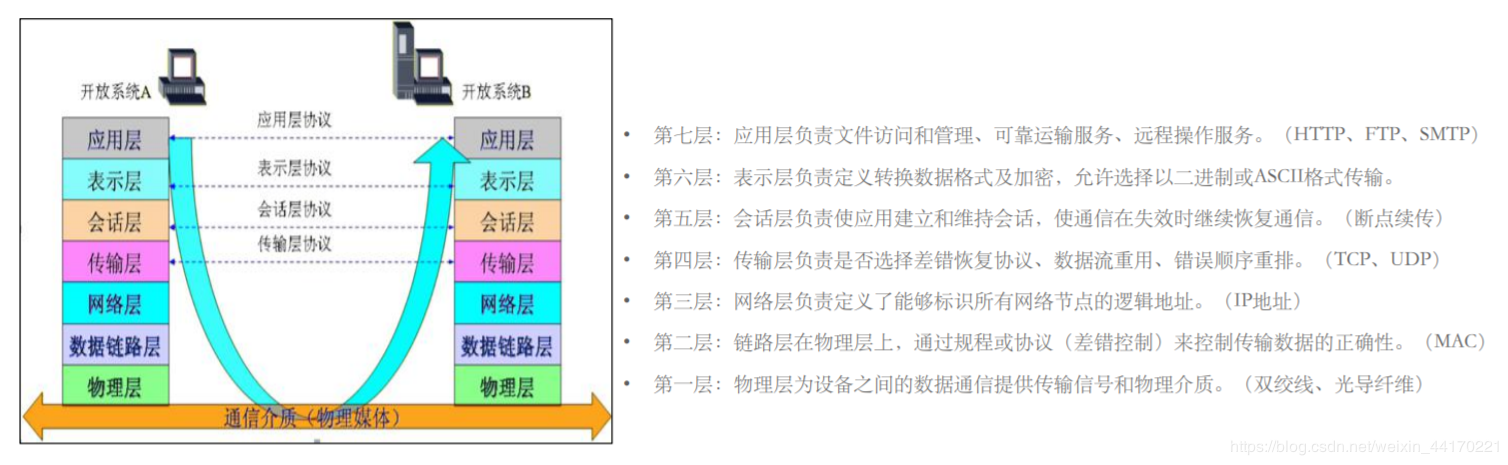 开放系统A
开放系统B
应用层
应用层协议
应用层
表示层
表示层协议
表示层
会话层
会话层协议
会话层
传输层
传输层协议
传输层
网络层
网络层
数据链路层
数据链路层
物理层
物理层
通信介质（物理媒体）
• 第七层：应用层负责文件访问和管理、可靠运输服务、远程操作服务。（HTTP、FTP、SMTP）
• 第六层：表示层负责定义转换数据格式及加密，允许选择以二进制或ASCII格式传输。
• 第五层：会话层负责使应用建立和维持会话，使通信在失效时继续恢复通信。（断点续传）
• 第四层：传输层负责是否选择差错恢复协议、数据流重用、错误顺序重排。（TCP、UDP）
• 第三层：网络层负责定义了能够标识所有网络节点的逻辑地址。（IP地址）
• 第二层：链路层在物理层上，通过规程或协议（差错控制）来控制传输数据的正确性。（MAC）
• 第一层：物理层为设备之间的数据通信提供传输信号和物理介质。（双绞线、光导纤维）
https://blog.csdn.net/weixin_44170221